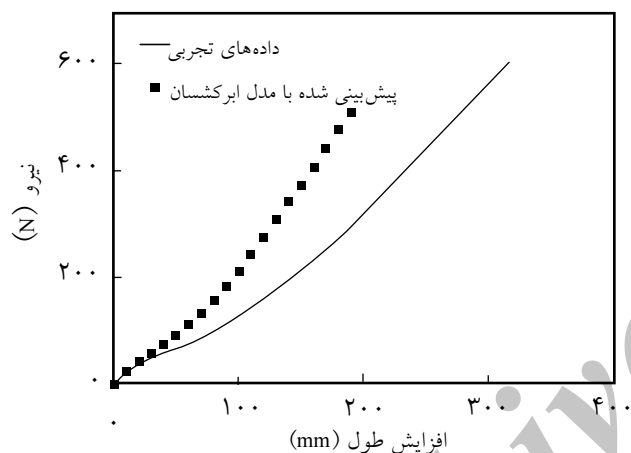 داده‌های تجربی
پیش‌بینی شده با مدل ابرکشسان
نیرو (N)
۶۰۰
۴۰۰
۲۰۰
۰
۰
۱۰۰
۲۰۰
۳۰۰
۴۰۰
افزایش طول (mm)